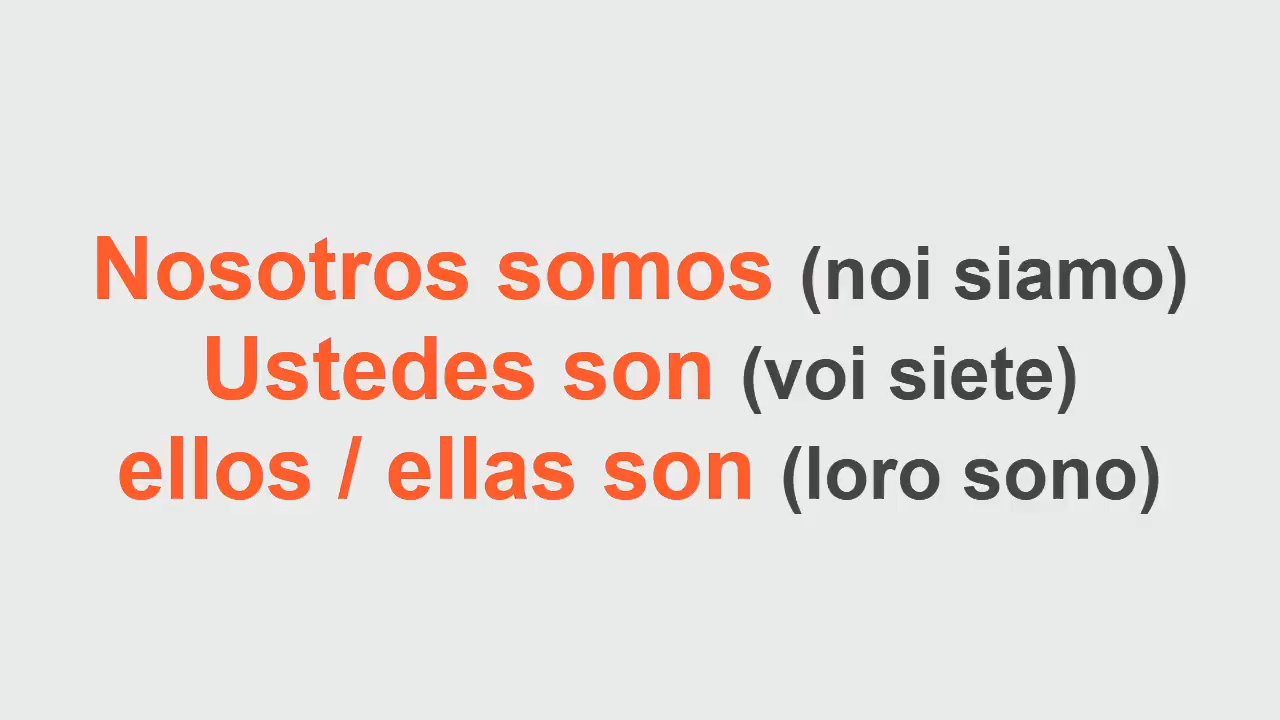 Nosotros somos (noi siamo)
Ustedes son (voi siete)
ellos / ellas son (loro sono)